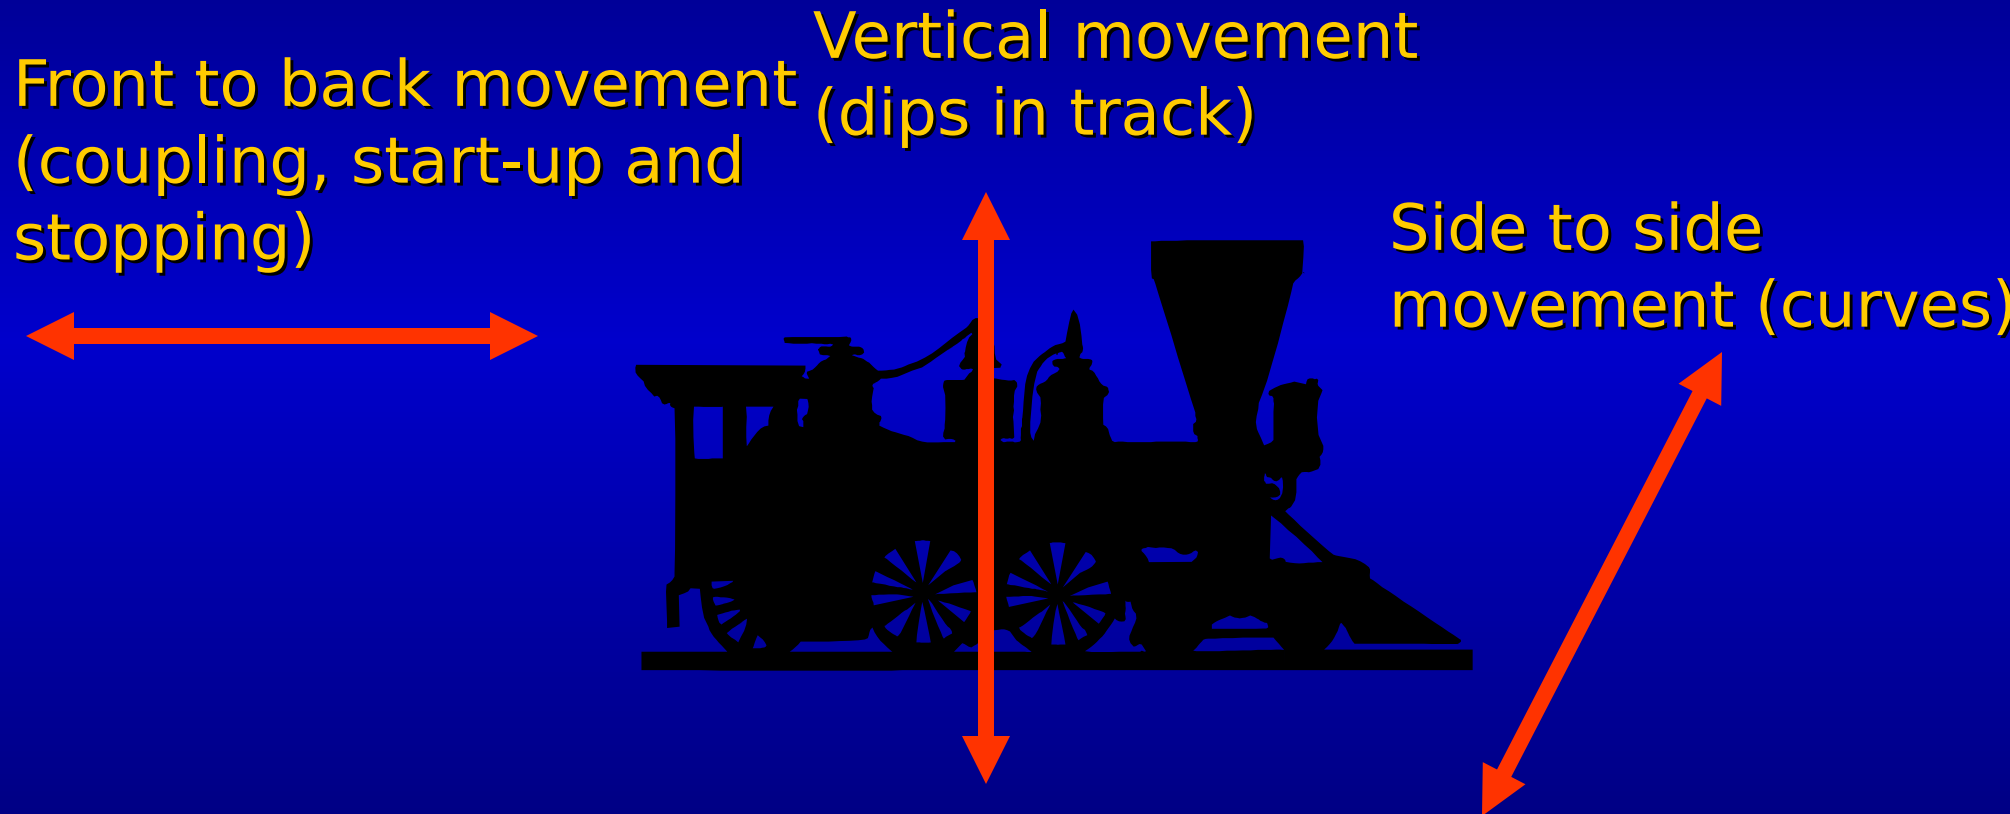 Front to back movement
(coupling, start-up and
stopping)
Vertical movement
(dips in track)
Side to side
movement (curves)